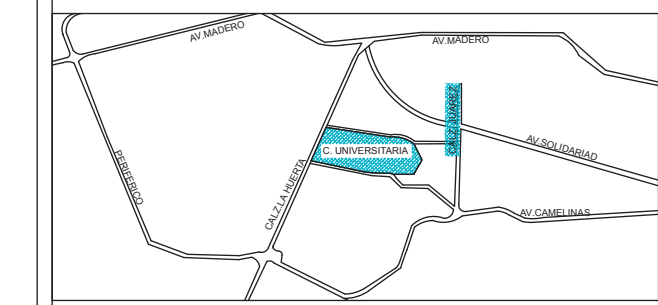 AV.MADERO
AV.MADERO
CALZ.JUAREZ
AV.SOLIDARIAD
C. UNIVERSITARIA
PERIFERICO
CALZ.LA HUERTA
AV.CAMELINAS